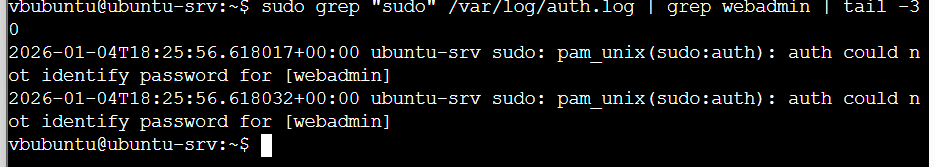 vbubuntu@ubuntu-srv:~$ sudo grep "sudo" /var/log/auth.log | grep webadmin | tail -3
0
2026-01-04T18:25:56.618017+00:00 ubuntu-srv sudo: pam_unix(sudo:auth): auth could n
ot identify password for [webadmin]
2026-01-04T18:25:56.618032+00:00 ubuntu-srv sudo: pam_unix(sudo:auth): auth could n
ot identify password for [webadmin]
vbubuntu@ubuntu-srv:~$